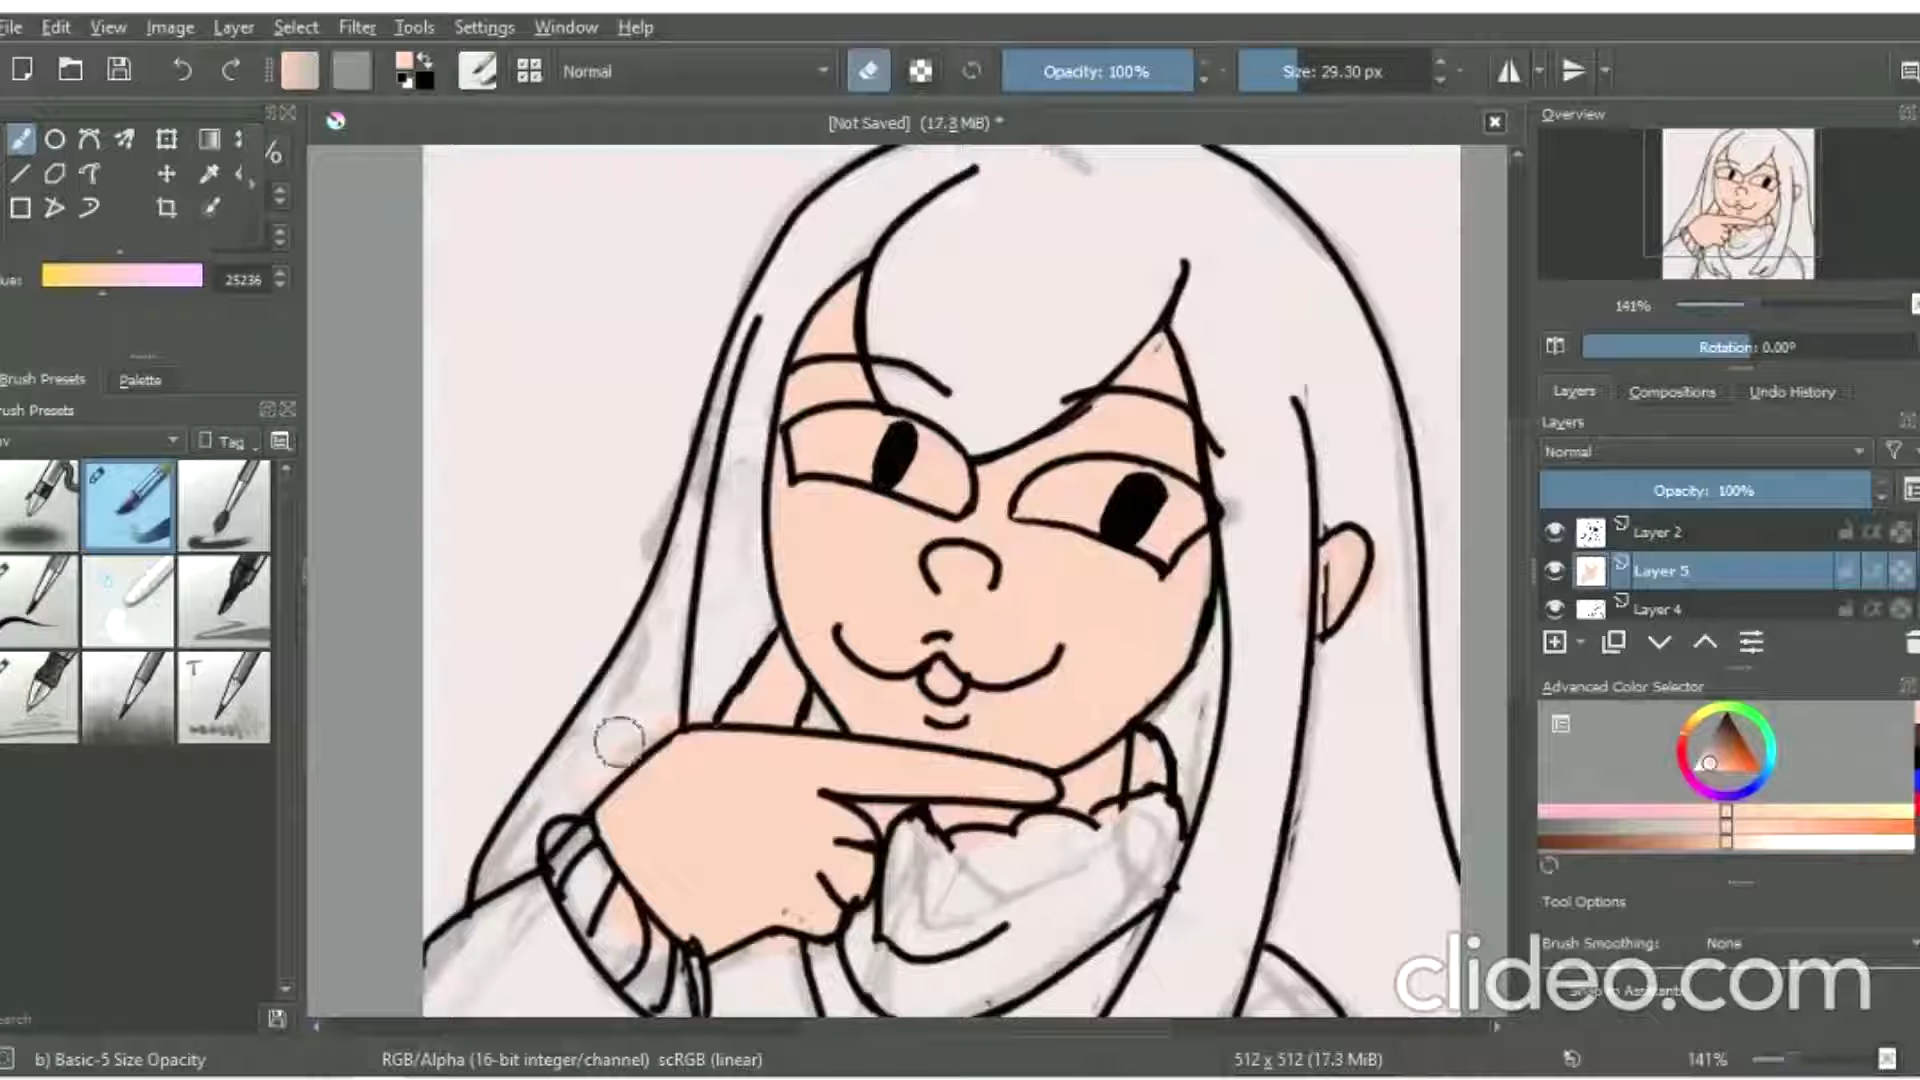 File Edit View Image Layer Select Filter Tools Settings Window Help
Normal
Opacity: 100%
Size: 29.30 px
[Not Saved] (17.3 MiB) *
Overview
25236
141%
Rotation: 0.00°
Brush Presets Palette
Layers Compositions Undo History
Layers
Tag
Normal
Opacity: 100%
Layer 2
Layer 5
Layer 4
Advanced Color Selector
Tool Options
Brush Smoothing: None
clideo.com
b) Basic-5 Size Opacity
RGB/Alpha (16-bit integer/channel) scRGB (linear)
512 x 512 (17.3 MiB)
141%